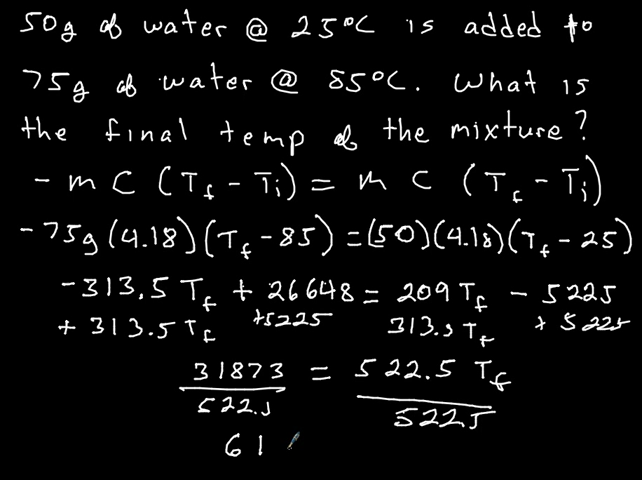 50g of water @ 25°C is added to
75g of water @ 85°C. What is
the final temp of the mixture?
- m C (Tf - Ti) = m C (Tf - Ti)
-75g (4.18) (Tf - 85) = (50) (4.18) (Tf - 25)
-313.5 Tf + 26648 = 209 Tf - 5225
+ 313.5 Tf +5225 313.5 Tf + 5225
31873 = 522.5 Tf
522.5 522.5
61